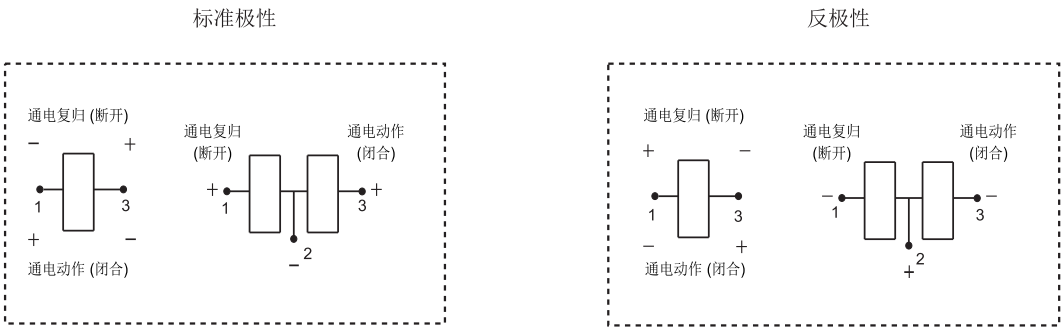 标准极性
通电复归 (断开)
− +
1 3
+ −
通电动作 (闭合)
通电复归
(断开)
通电动作
(闭合)
+ +
1 3
2
−
反极性
通电复归 (断开)
+ −
1 3
− +
通电动作 (闭合)
通电复归
(断开)
通电动作
(闭合)
− −
1 3
2
+